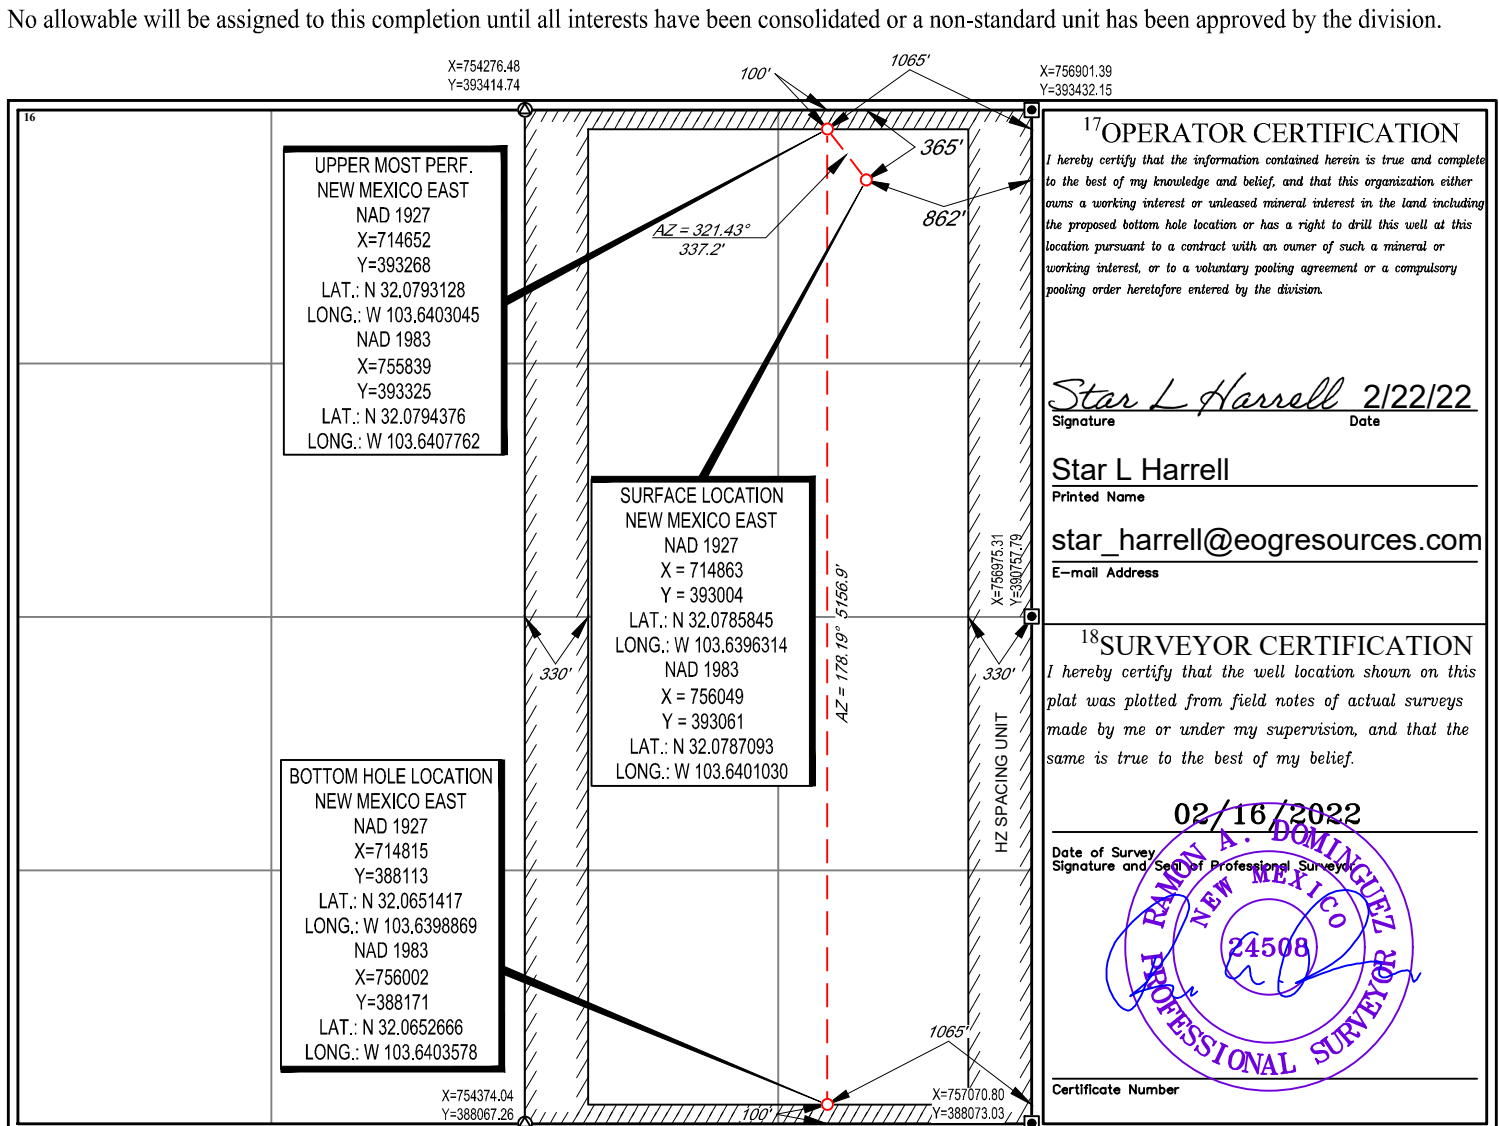 No allowable will be assigned to this completion until all interests have been consolidated or a non-standard unit has been approved by the division.
X=754276.48
Y=393414.74
100'
1065'
X=756901.39
Y=393432.15
16
365'
862'
AZ = 321.43°
337.2'
UPPER MOST PERF.
NEW MEXICO EAST
NAD 1927
X=714652
Y=393268
LAT.: N 32.0793128
LONG.: W 103.6403045
NAD 1983
X=755839
Y=393325
LAT.: N 32.0794376
LONG.: W 103.6407762
SURFACE LOCATION
NEW MEXICO EAST
NAD 1927
X = 714863
Y = 393004
LAT.: N 32.0785845
LONG.: W 103.6396314
NAD 1983
X = 756049
Y = 393061
LAT.: N 32.0787093
LONG.: W 103.6401030
AZ = 178.19° 5156.9'
X=756975.31
Y=390757.79
330'
330'
HZ SPACING UNIT
BOTTOM HOLE LOCATION
NEW MEXICO EAST
NAD 1927
X=714815
Y=388113
LAT.: N 32.0651417
LONG.: W 103.6398869
NAD 1983
X=756002
Y=388171
LAT.: N 32.0652666
LONG.: W 103.6403578
1065'
X=754374.04
Y=388067.26
100'
X=757070.80
Y=388073.03
17OPERATOR CERTIFICATION
I hereby certify that the information contained herein is true and complete
to the best of my knowledge and belief, and that this organization either
owns a working interest or unleased mineral interest in the land including
the proposed bottom hole location or has a right to drill this well at this
location pursuant to a contract with an owner of such a mineral or
working interest, or to a voluntary pooling agreement or a compulsory
pooling order heretofore entered by the division.
Star L Harrell 2/22/22
Signature Date
Star L Harrell
Printed Name
star_harrell@eogresources.com
E-mail Address
18SURVEYOR CERTIFICATION
I hereby certify that the well location shown on this
plat was plotted from field notes of actual surveys
made by me or under my supervision, and that the
same is true to the best of my belief.
02/16/2022
Date of Survey
Signature and Seal of Professional Surveyor
RAMON A. DOMINGUEZ
NEW MEXICO
24508
PROFESSIONAL SURVEYOR
Certificate Number